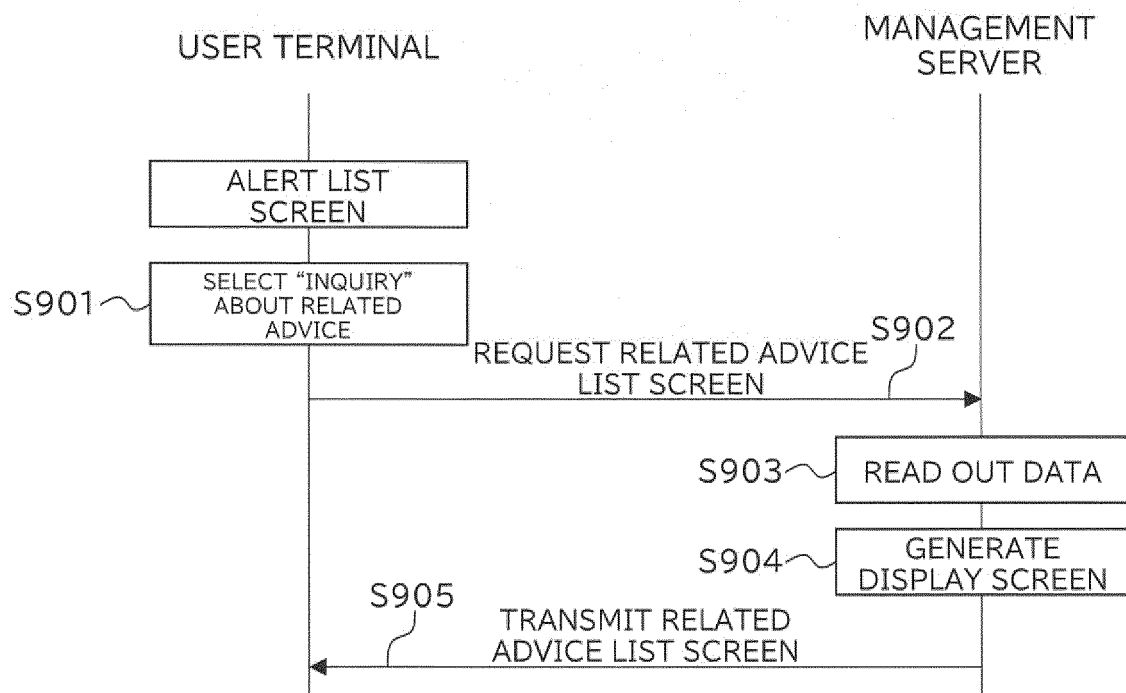 USER TERMINAL
MANAGEMENT
SERVER
ALERT LIST
SCREEN
S901
SELECT “INQUIRY”
ABOUT RELATED
ADVICE
S902
REQUEST RELATED ADVICE
LIST SCREEN
S903
READ OUT DATA
S904
GENERATE
DISPLAY SCREEN
S905
TRANSMIT RELATED
ADVICE LIST SCREEN